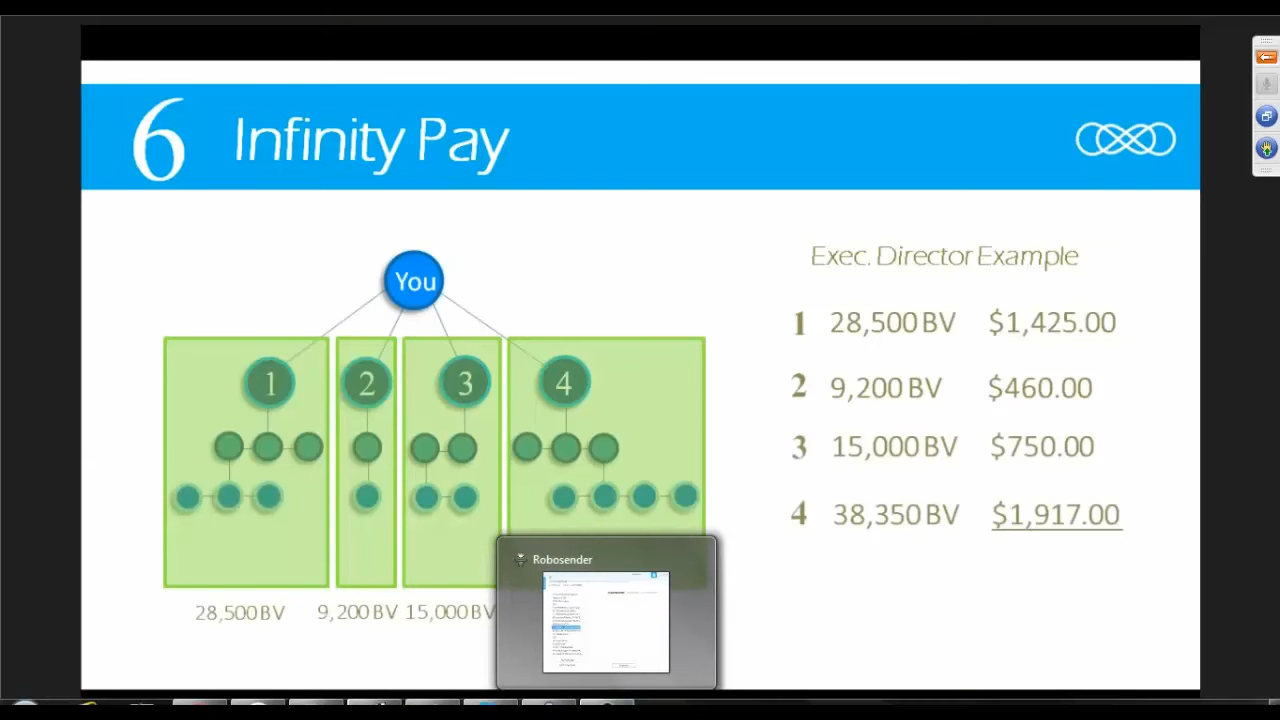 6 Infinity Pay
You
Exec. Director Example
1 28,500 BV $1,425.00
2 9,200 BV $460.00
3 15,000 BV $750.00
4 38,350 BV $1,917.00
1 2 3 4
Robosender
28,500 BV 9,200 BV 15,000 BV